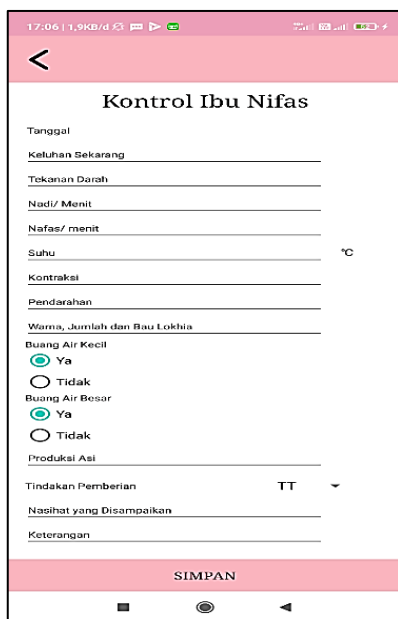 17:06 | 1,9KB/d
Kontrol Ibu Nifas
Tanggal
Keluhan Sekarang
Tekanan Darah
Nadi/ Menit
Nafas/ menit
Suhu °C
Kontraksi
Pendarahan
Warna, Jumlah dan Bau Lokhia
Buang Air Kecil
Ya
Tidak
Buang Air Besar
Ya
Tidak
Produksi Asi
Tindakan Pemberian TT
Nasihat yang Disampaikan
Keterangan
SIMPAN